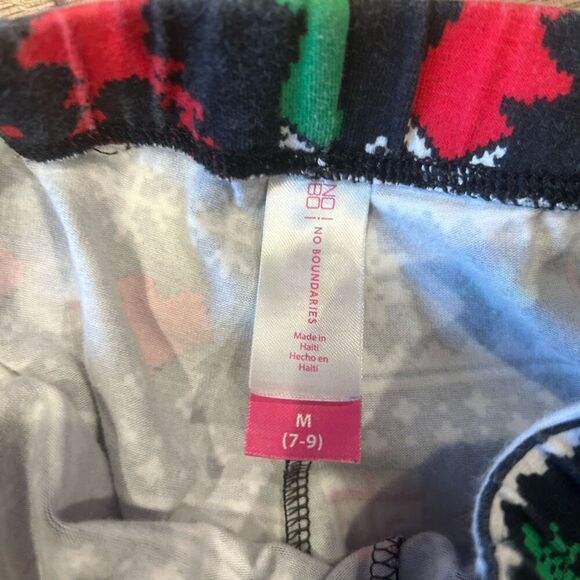 NO
BO
NO BOUNDARIES
Made in
Haiti
Hecho en
Haiti
M
(7-9)